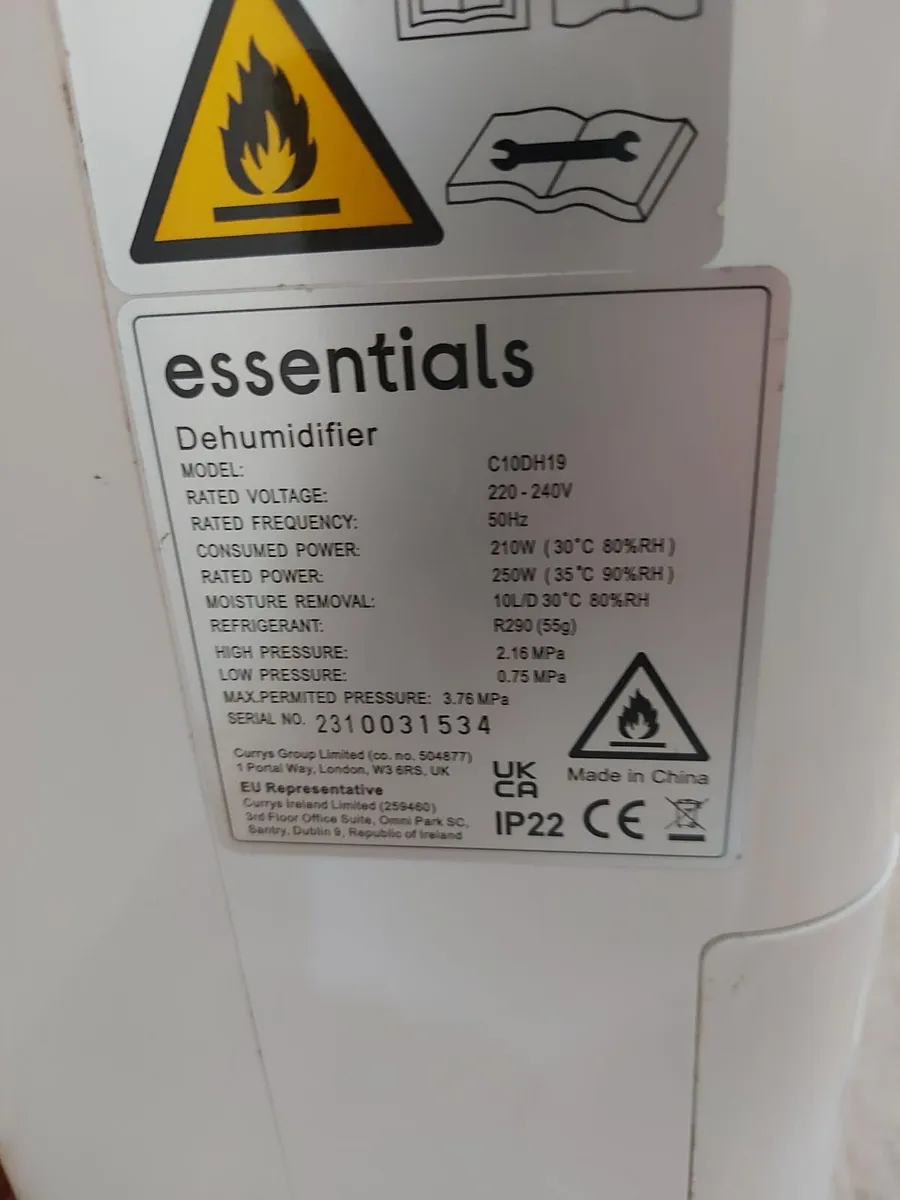 essentials
Dehumidifier
MODEL: C10DH19
RATED VOLTAGE: 220-240V
RATED FREQUENCY: 50Hz
CONSUMED POWER: 210W (30°C 80%RH)
RATED POWER: 250W (35°C 90%RH)
MOISTURE REMOVAL: 10L/D 30°C 80%RH
REFRIGERANT: R290 (55g)
HIGH PRESSURE: 2.16 MPa
LOW PRESSURE: 0.75 MPa
MAX.PERMITED PRESSURE: 3.76 MPa
SERIAL NO. 2310031534
Currys Group Limited (co. no. 504877)
1 Portal Way, London, W3 6RS, UK
EU Representative
Currys Ireland Limited (259460)
3rd Floor Office Suite, Omni Park SC,
Santry, Dublin 9, Republic of Ireland
UK
CA
Made in China
IP22 CE